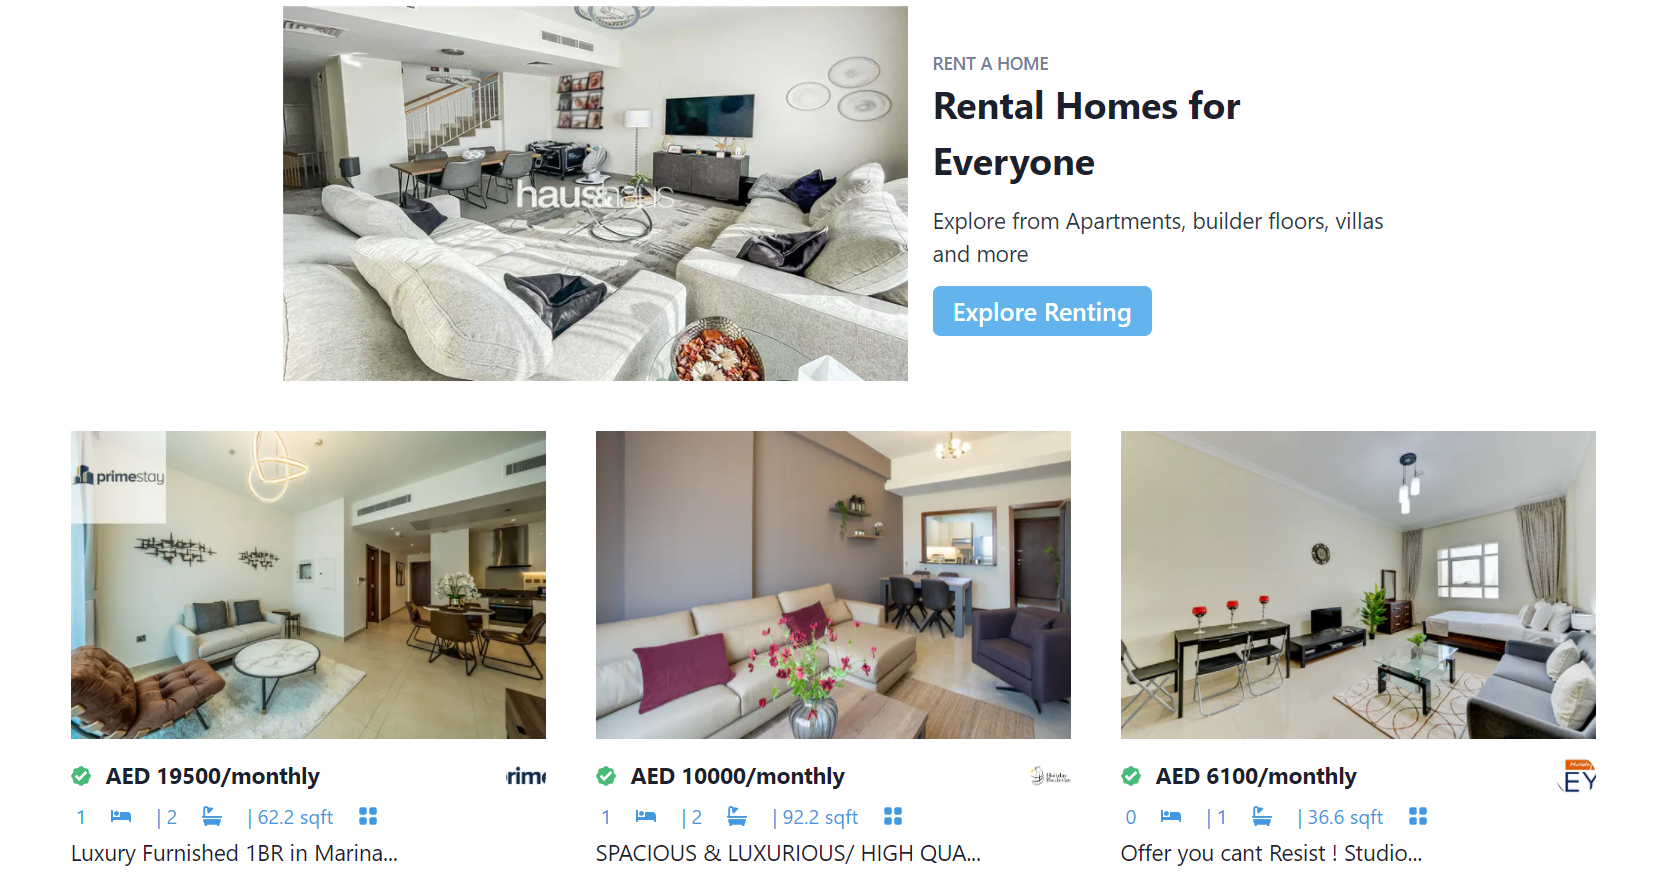 haus&haus
RENT A HOME
Rental Homes for
Everyone
Explore from Apartments, builder floors, villas
and more
Explore Renting
primestay
AED 19500/monthly
rime
1 | 2 | 62.2 sqft
Luxury Furnished 1BR in Marina...
AED 10000/monthly
Holiday
1 | 2 | 92.2 sqft
SPACIOUS & LUXURIOUS/ HIGH QUA...
AED 6100/monthly
EY
0 | 1 | 36.6 sqft
Offer you cant Resist ! Studio...